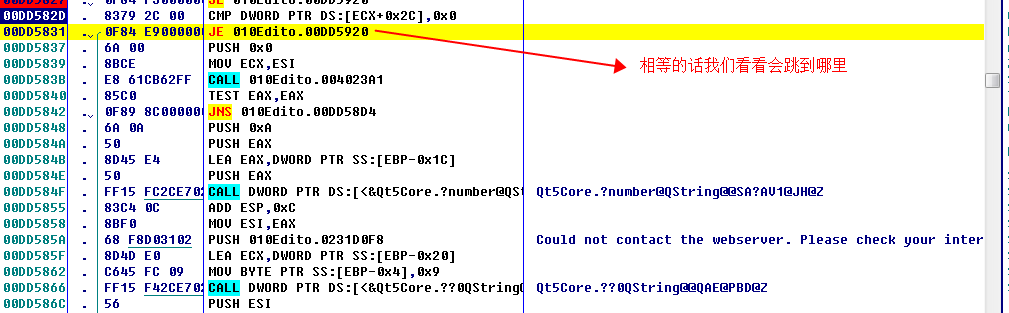 00DD582D . 8379 2C 00 CMP DWORD PTR DS:[ECX+0x2C],0x0
00DD5831 . 0F84 E9000000 JE 010Edito.00DD5920
相等的话我们看看会跳到哪里
00DD5837 . 6A 00 PUSH 0x0
00DD5839 . 8BCE MOV ECX,ESI
00DD583B . E8 61CB62FF CALL 010Edito.004023A1
00DD5840 . 85C0 TEST EAX,EAX
00DD5842 . 0F89 8C000000 JNS 010Edito.00DD58D4
00DD5848 . 6A 0A PUSH 0xA
00DD584A . 50 PUSH EAX
00DD584B . 8D45 E4 LEA EAX,DWORD PTR SS:[EBP-0x1C]
00DD584E . 50 PUSH EAX
00DD584F . FF15 FC2CE702 CALL DWORD PTR DS:[<&Qt5Core.?number@QSt Qt5Core.?number@QString@@SA?AV1@JH@Z
00DD5855 . 83C4 0C ADD ESP,0xC
00DD5858 . 8BF0 MOV ESI,EAX
00DD585A . 68 F8D03102 PUSH 010Edito.0231D0F8 Could not contact the webserver. Please check your inter
00DD585F . 8D4D E0 LEA ECX,DWORD PTR SS:[EBP-0x20]
00DD5862 . C645 FC 09 MOV BYTE PTR SS:[EBP-0x4],0x9
00DD5866 . FF15 F42CE702 CALL DWORD PTR DS:[<&Qt5Core.??0QString@ Qt5Core.??0QString@@QAE@PBD@Z
00DD586C . 56 PUSH ESI